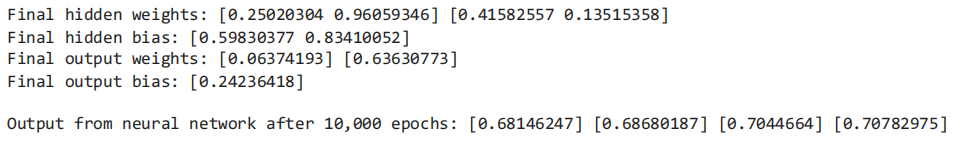 Final hidden weights: [0.25020304 0.96059346] [0.41582557 0.13515358]
Final hidden bias: [0.59830377 0.83410052]
Final output weights: [0.06374193] [0.63630773]
Final output bias: [0.24236418]
Output from neural network after 10,000 epochs: [0.68146247] [0.68680187] [0.7044664] [0.70782975]